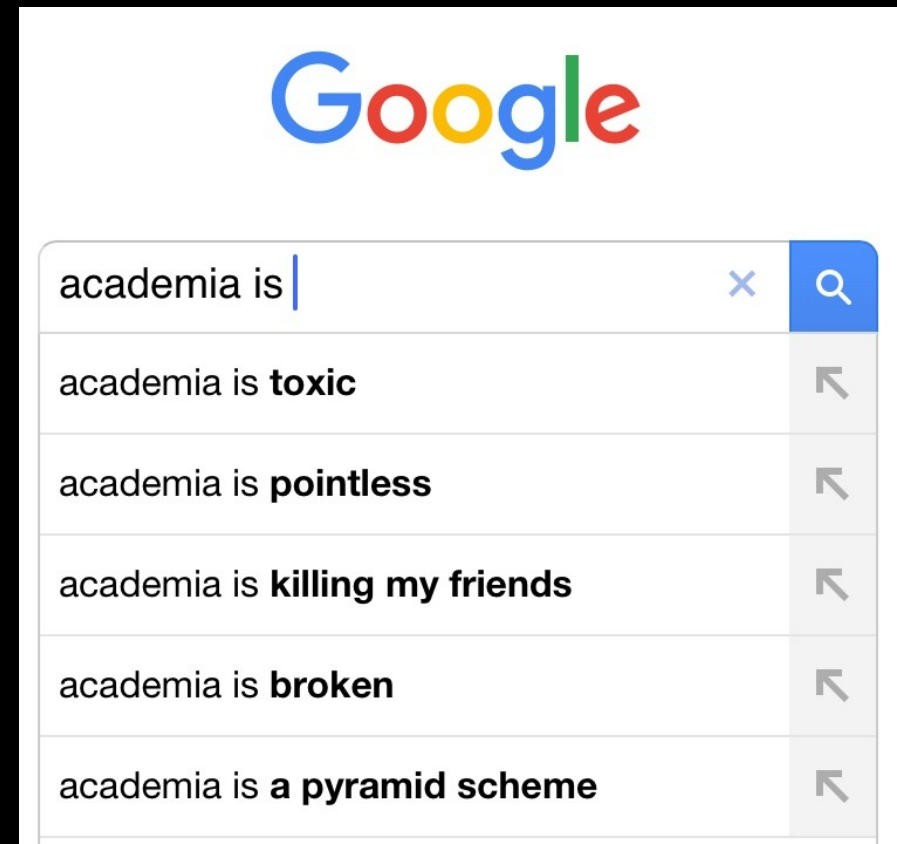 Google
academia is
academia is toxic
academia is pointless
academia is killing my friends
academia is broken
academia is a pyramid scheme